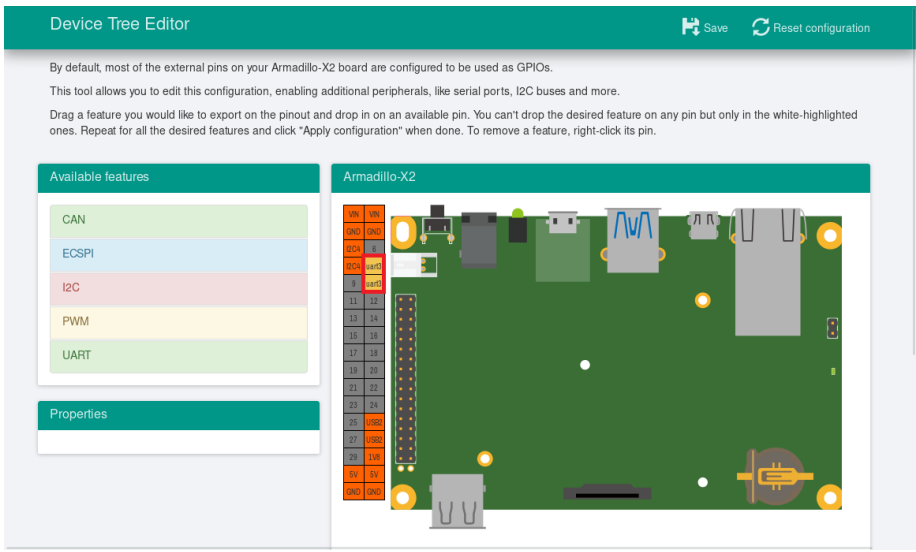 Device Tree Editor
Save
Reset configuration
By default, most of the external pins on your Armadillo-X2 board are configured to be used as GPIOs.
This tool allows you to edit this configuration, enabling additional peripherals, like serial ports, I2C buses and more.
Drag a feature you would like to export on the pinout and drop in on an available pin. You can't drop the desired feature on any pin but only in the white-highlighted
ones. Repeat for all the desired features and click "Apply configuration" when done. To remove a feature, right-click its pin.
Available features
CAN
ECSPI
I2C
PWM
UART
Properties
Armadillo-X2
VIN VIN
GND GND
I2C4 6
I2C4 uart3
9 uart3
11 12
13 14
15 16
17 18
19 20
21 22
23 24
25 USB2
27 USB2
29 1V8
5V 5V
GND GND